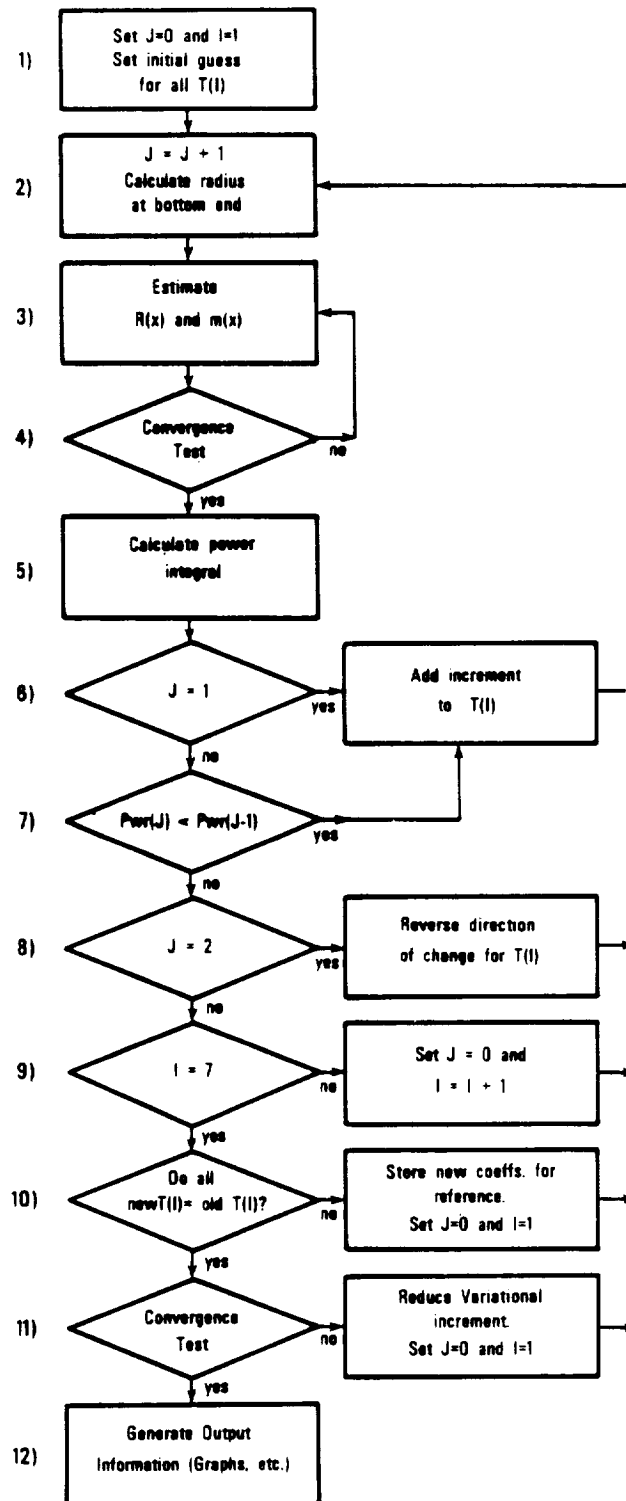 1)
Set J=0 and I=1
Set initial guess
for all T(I)
2)
J = J + 1
Calculate radius
at bottom end
3)
Estimate
R(x) and m(x)
4)
Convergence
Test
no
yes
5)
Calculate power
integral
6)
J = 1
yes
Add increment
to T(I)
no
7)
Pwr(J) < Pwr(J-1)
yes
no
8)
J = 2
yes
Reverse direction
of change for T(I)
no
9)
I = 7
no
Set J = 0 and
I = I + 1
yes
10)
Do all
newT(I)= old T(I)?
no
Store new coeffs. for
reference.
Set J=0 and I=1
yes
11)
Convergence
Test
no
Reduce Variational
increment.
Set J=0 and I=1
yes
12)
Generate Output
Information (Graphs, etc.)